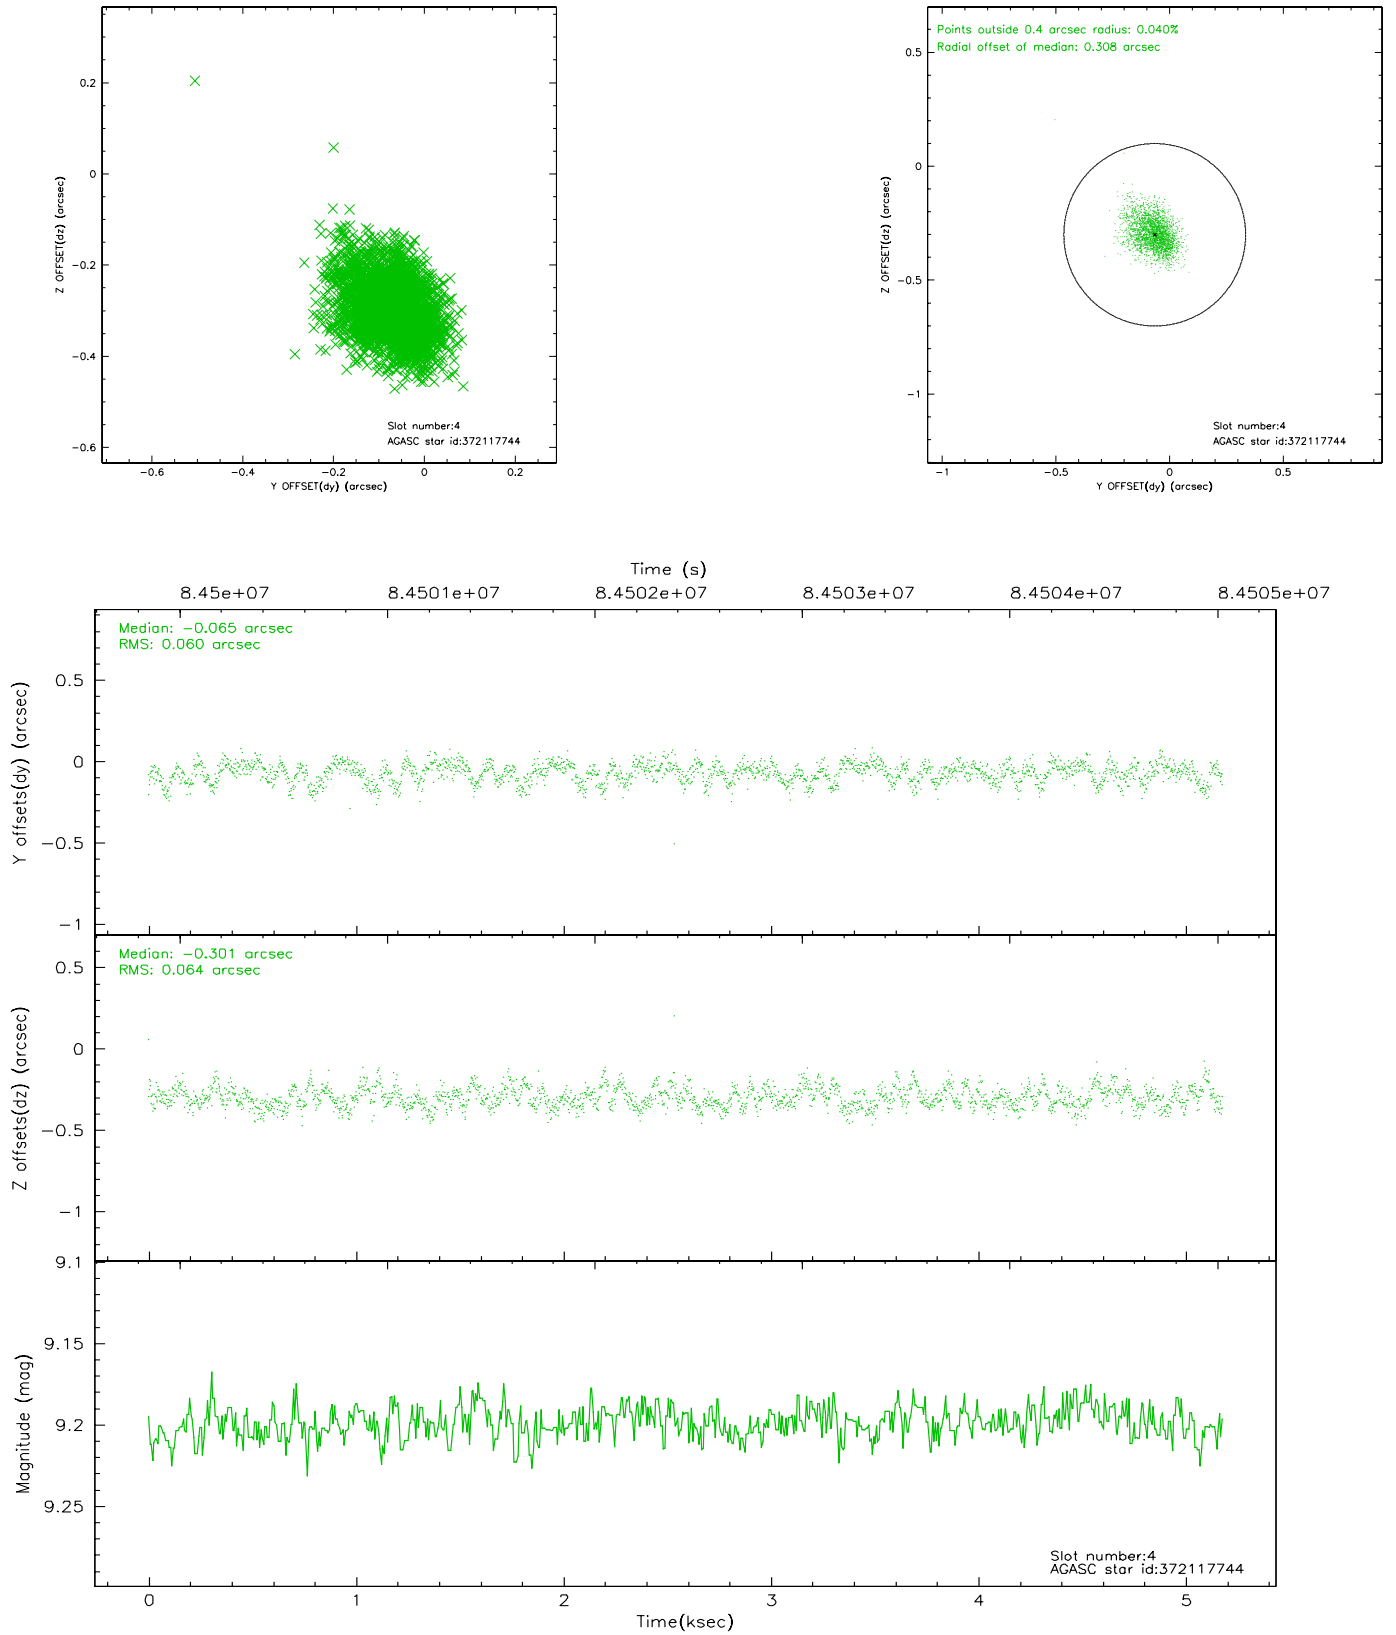 0.2
0
−0.2
−0.4
−0.6
Z OFFSET(dz) (arcsec)
Slot number:4
AGASC star id:372117744
−0.6 −0.4 −0.2 0 0.2
Y OFFSET(dy) (arcsec)
Points outside 0.4 arcsec radius: 0.040%
Radial offset of median: 0.308 arcsec
0.5
0
−0.5
−1
Z OFFSET(dz) (arcsec)
Slot number:4
AGASC star id:372117744
−1 −0.5 0 0.5
Y OFFSET(dy) (arcsec)
Time (s)
8.45e+07 8.4501e+07 8.4502e+07 8.4503e+07 8.4504e+07 8.4505e+07
Median: −0.065 arcsec
RMS: 0.060 arcsec
0.5
0
−0.5
−1
Y offsets(dy) (arcsec)
Median: −0.301 arcsec
RMS: 0.064 arcsec
0.5
0
−0.5
−1
Z offsets(dz) (arcsec)
9.1
9.15
9.2
9.25
Magnitude (mag)
Slot number:4
AGASC star id:372117744
0 1 2 3 4 5
Time(ksec)